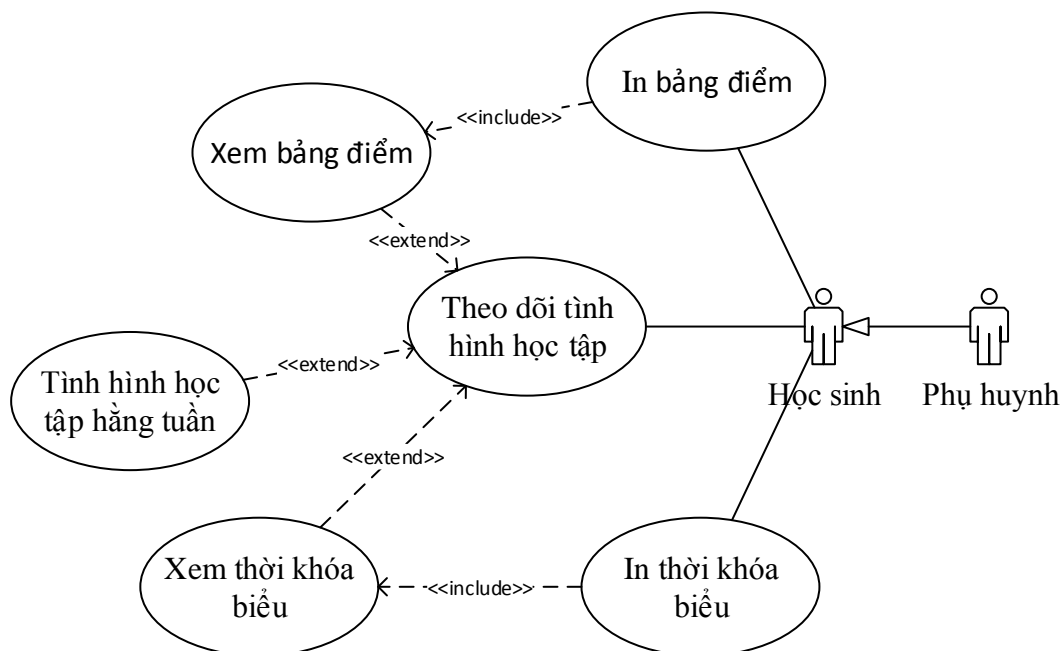 In bảng điểm
<<include>>
Xem bảng điểm
<<extend>>
Theo dõi tình
hình học tập
<<extend>>
Tình hình học
tập hằng tuần
Học sinh
Phụ huynh
<<extend>>
Xem thời khóa
biểu
<<include>>
In thời khóa
biểu